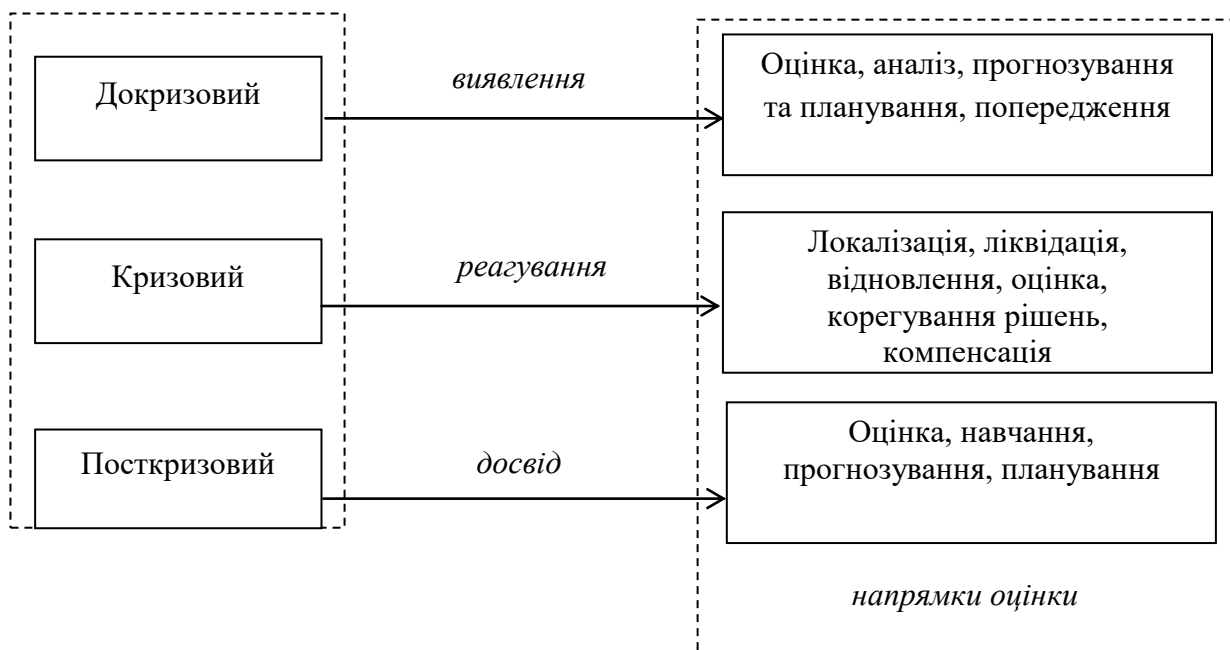 Докризовий
виявлення
Оцінка, аналіз, прогнозування
та планування, попередження
Кризовий
реагування
Локалізація, ліквідація,
відновлення, оцінка,
корегування рішень,
компенсація
Посткризовий
досвід
Оцінка, навчання,
прогнозування, планування
напрямки оцінки